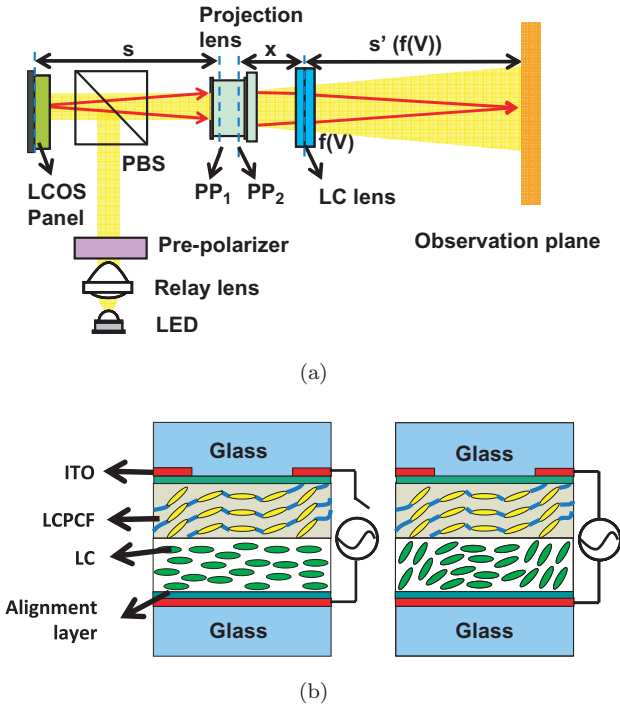 Projection
lens
s
x
s' (f(V))
PBS
f(V)
LCOS
Panel
PP1
PP2
LC lens
Pre-polarizer
Observation plane
Relay lens
LED
(a)
Glass
Glass
ITO
LCPCF
LC
Alignment
layer
Glass
Glass
(b)